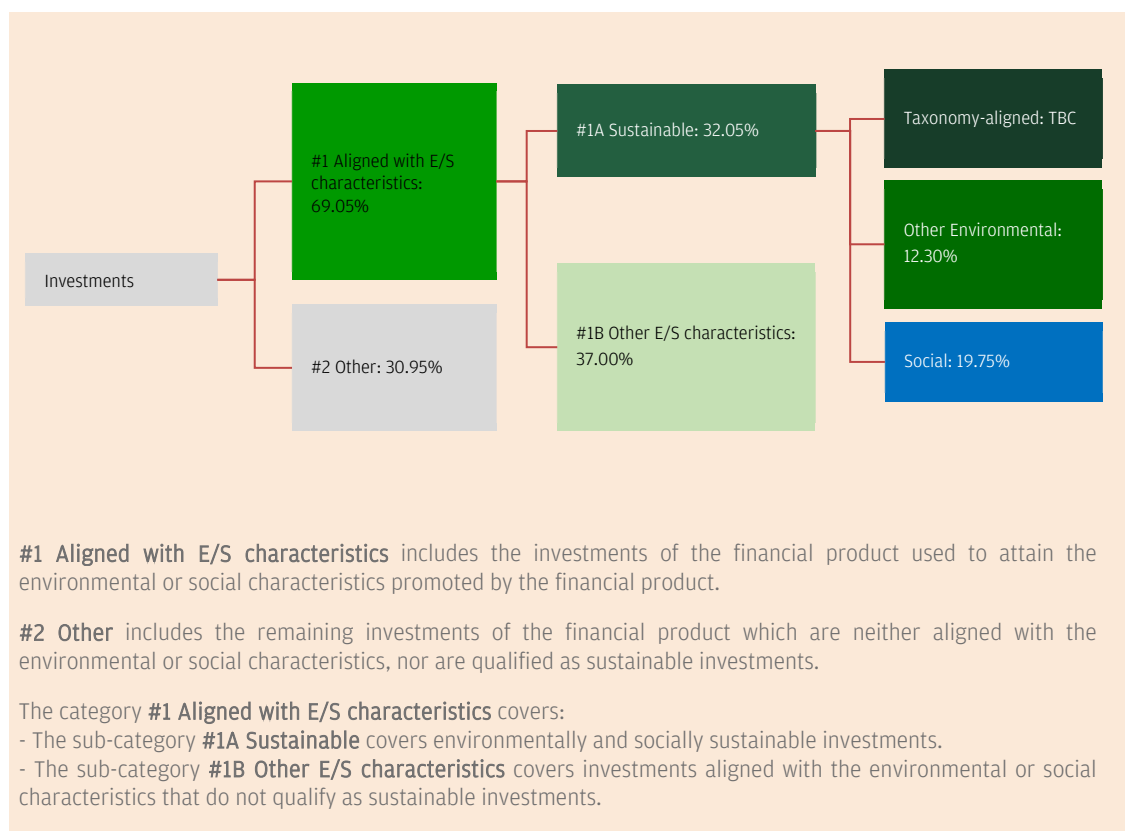 Investments
#1 Aligned with E/S
characteristics:
69.05%
#2 Other: 30.95%
#1A Sustainable: 32.05%
#1B Other E/S characteristics:
37.00%
Taxonomy-aligned: TBC
Other Environmental:
12.30%
Social: 19.75%
#1 Aligned with E/S characteristics includes the investments of the financial product used to attain the
environmental or social characteristics promoted by the financial product.
#2 Other includes the remaining investments of the financial product which are neither aligned with the
environmental or social characteristics, nor are qualified as sustainable investments.
The category #1 Aligned with E/S characteristics covers:
- The sub-category #1A Sustainable covers environmentally and socially sustainable investments.
- The sub-category #1B Other E/S characteristics covers investments aligned with the environmental or social
characteristics that do not qualify as sustainable investments.